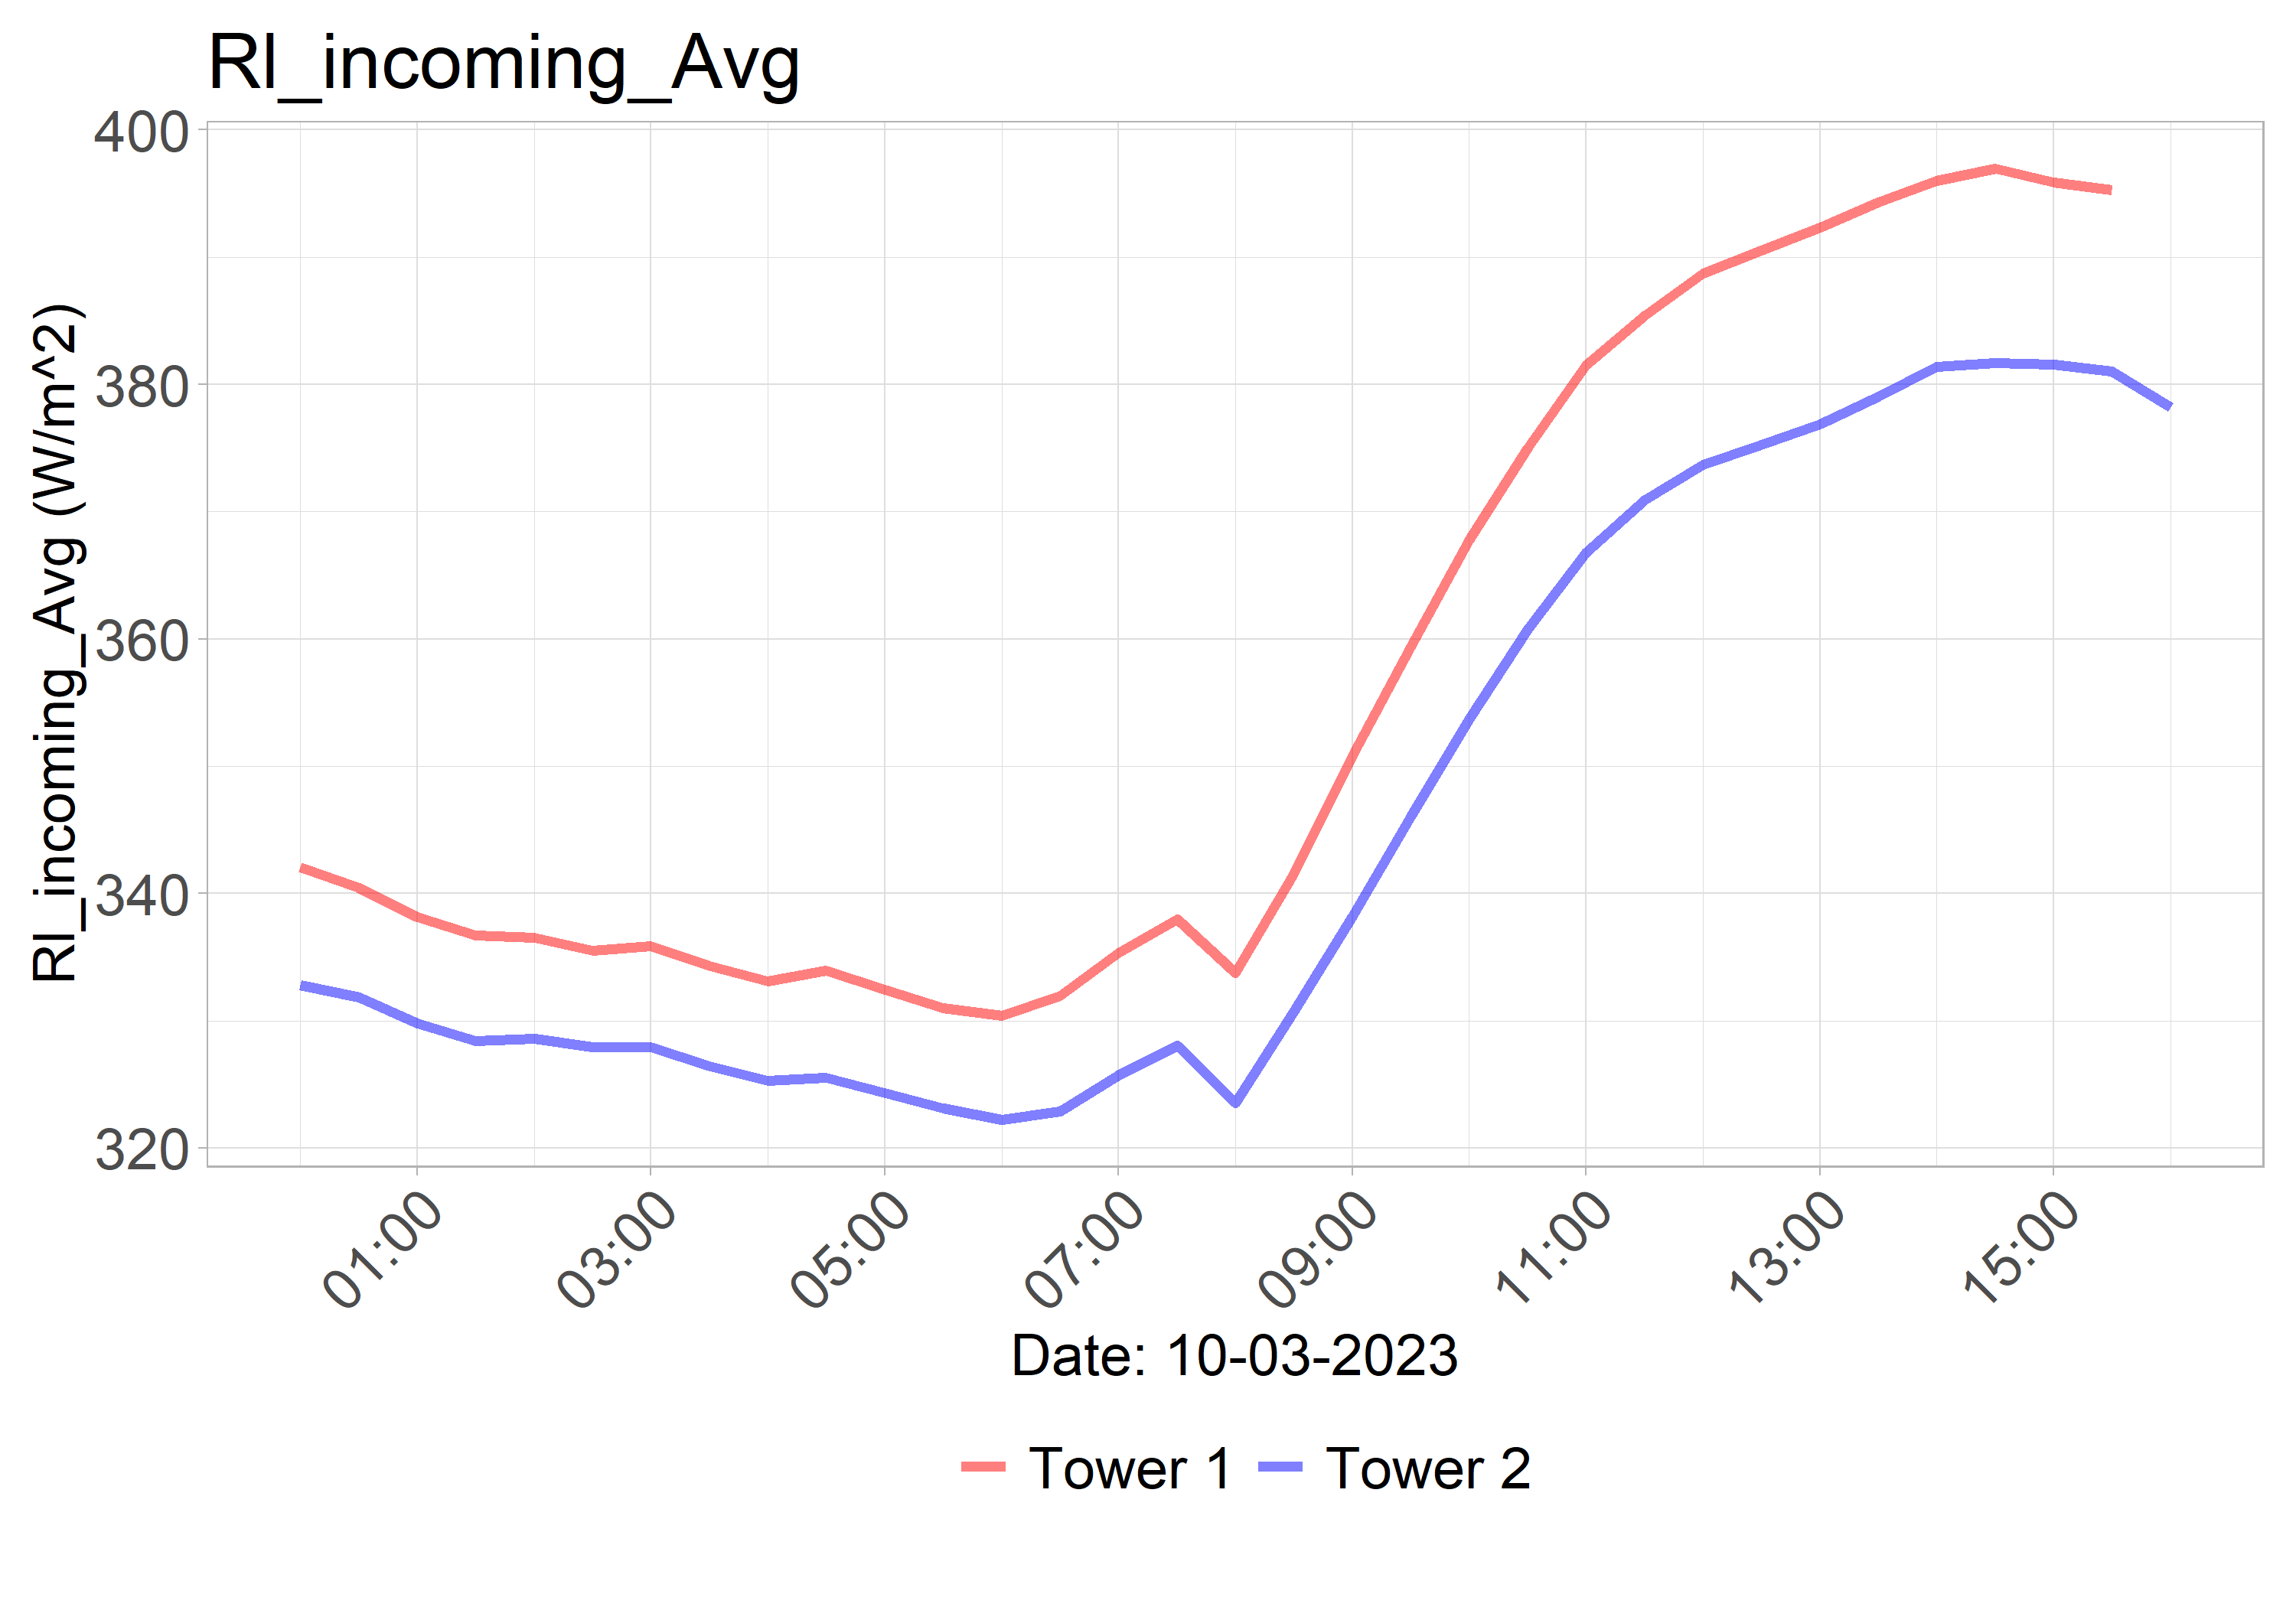 Rl_incoming_Avg
Rl_incoming_Avg (W/m^2)
400
380
360
340
320
01:00
03:00
05:00
07:00
09:00
11:00
13:00
15:00
Date: 10-03-2023
Tower 1
Tower 2